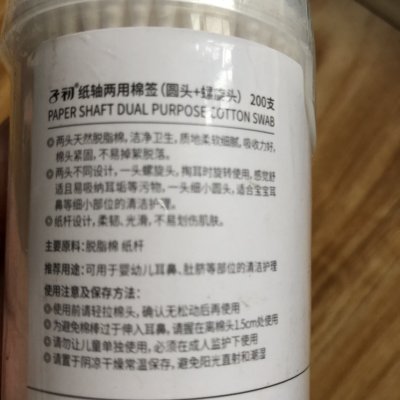 子初®纸轴两用棉签(圆头+螺旋头) 200支
PAPER SHAFT DUAL PURPOSE COTTON SWAB
两头天然脱脂棉,洁净卫生,质地柔软细腻,吸收力好,
棉头紧固,不易掉絮脱落。
两头不同设计,一头螺旋头,掏耳时旋转使用,感觉舒
适且易吸纳耳垢等污物,一头细小圆头,适合宝宝耳
鼻等细小部位的清洁护理。
纸杆设计,柔韧、光滑,不易划伤肌肤。
主要原料:脱脂棉 纸杆
推荐用途:可用于婴幼儿耳鼻、肚脐等部位的清洁护理
使用注意及保存方法:
使用前请轻拉棉头,确认无松动后再使用
为避免棉棒过于伸入耳鼻,请握在离棉头1.5cm处使用
请勿让儿童单独使用,必须在成人监护下使用
请置于阴凉干燥常温保存,避免阳光直射和潮湿